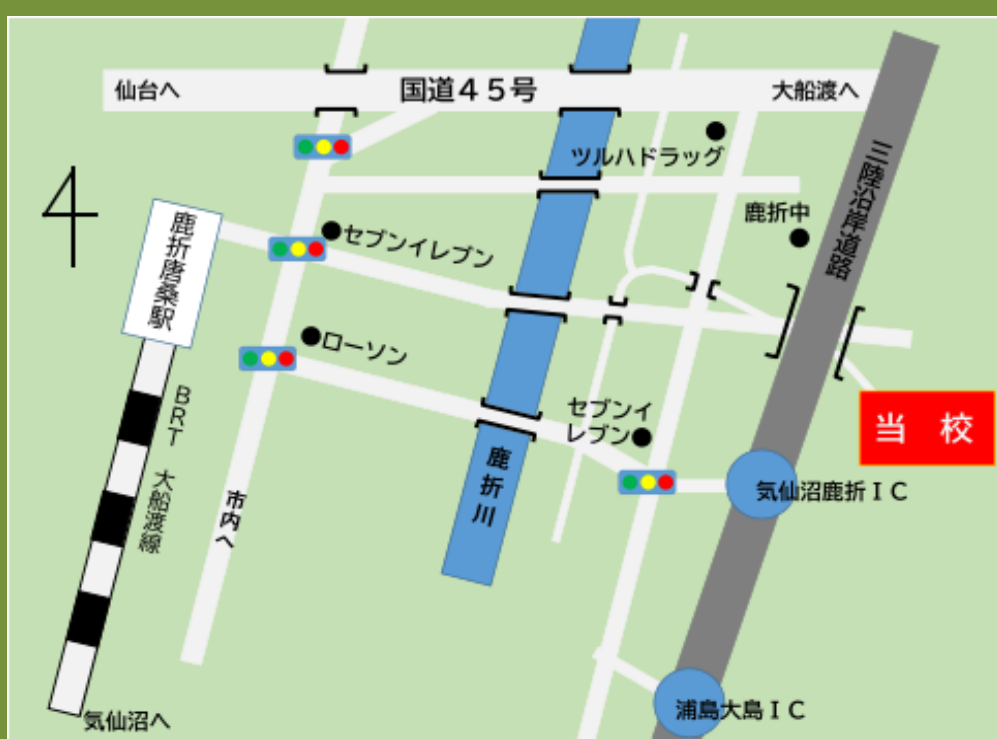 仙台へ
国道４５号
大船渡へ
ツルハドラッグ
三陸沿岸道路
鹿折中
鹿折唐桑駅
セブンイレブン
ローソン
BRT 大船渡線
セブンイ
レブン
当　校
鹿折川
市内へ
気仙沼鹿折ＩＣ
気仙沼へ
浦島大島ＩＣ